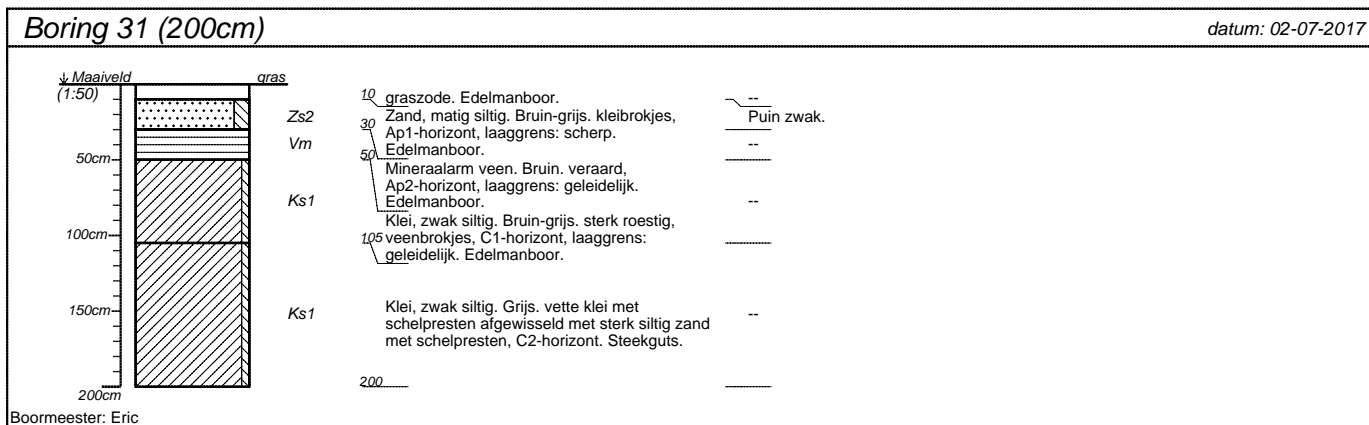 Boring 31 (200cm)
datum: 02-07-2017
Maaiveld
gras
(1:50)
10 graszode. Edelmanboor.
--
Zs2
Zand, matig siltig. Bruin-grijs. kleibrokjes,
Puin zwak.
30
Ap1-horizont, laaggrens: scherp.
Edelmanboor.
Vm
--
50cm
50
Mineraalarm veen. Bruin. veraard,
Ap2-horizont, laaggrens: geleidelijk.
Edelmanboor.
Ks1
--
Klei, zwak siltig. Bruin-grijs. sterk roestig,
100cm
105 veenbrokjes, C1-horizont, laaggrens:
geleidelijk. Edelmanboor.
150cm
Ks1
Klei, zwak siltig. Grijs. vette klei met
--
schelpresten afgewisseld met sterk siltig zand
met schelpresten, C2-horizont. Steekguts.
200
200cm
Boormeester: Eric